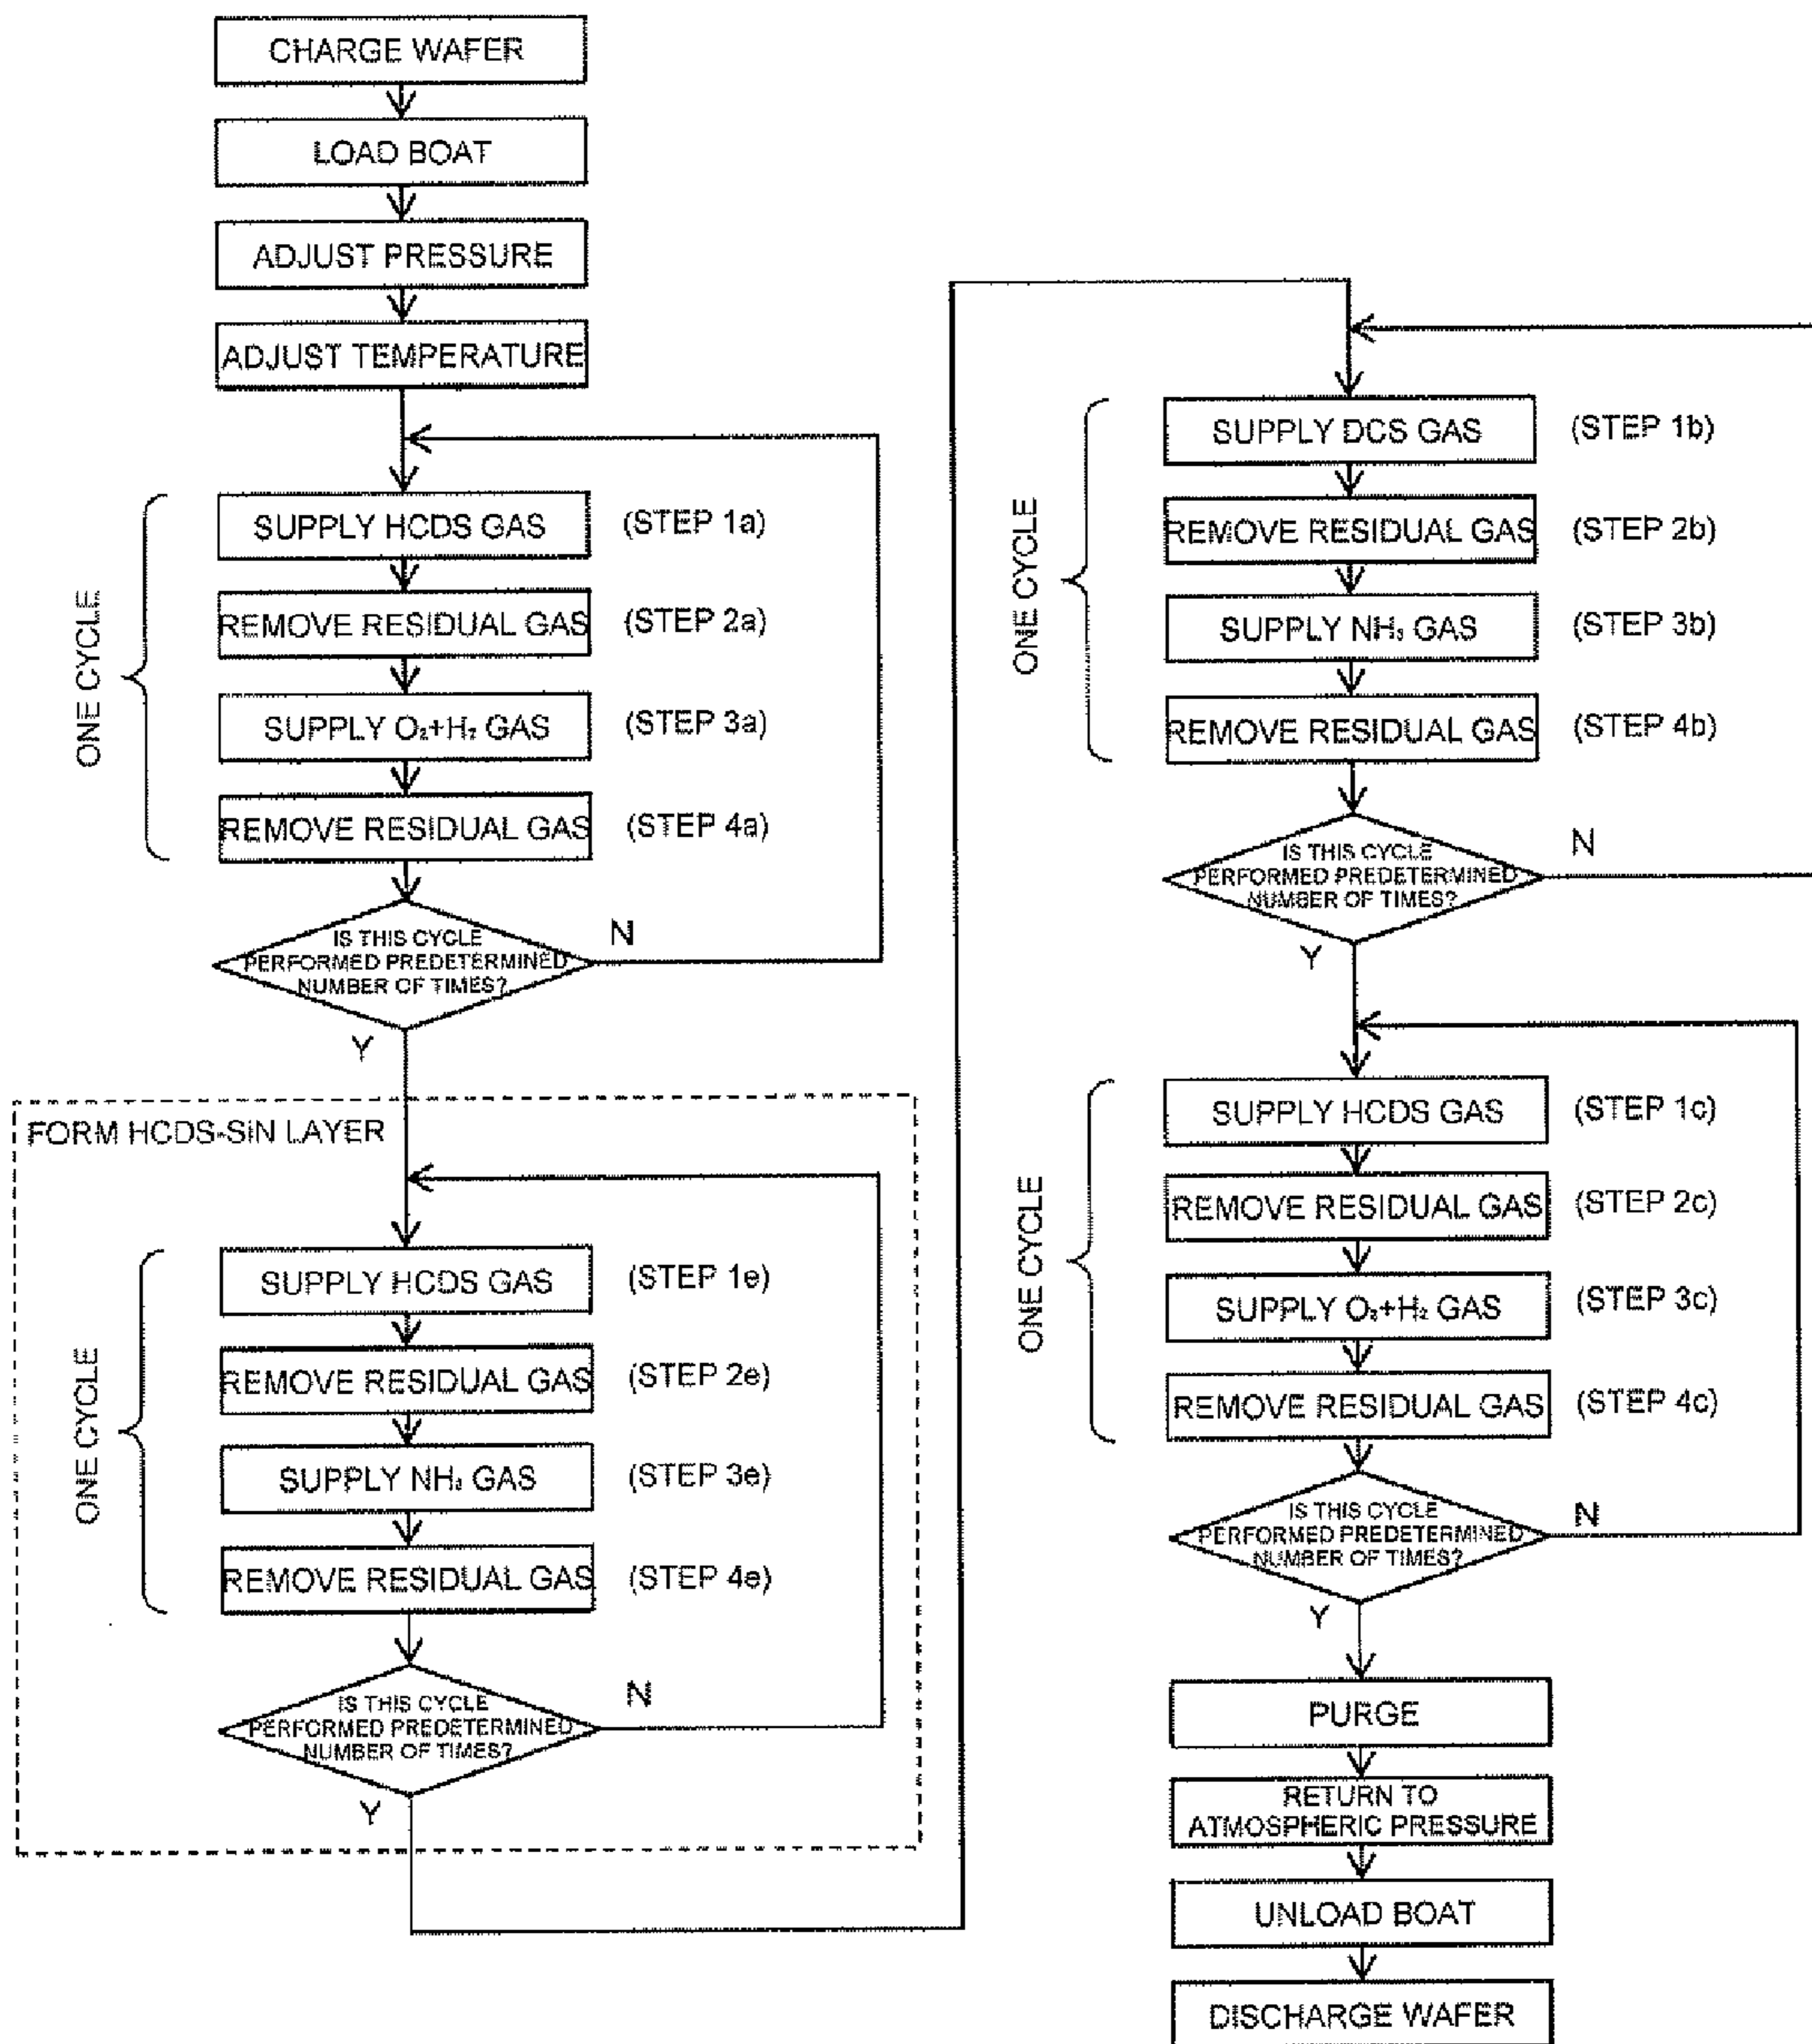 CHARGE WAFER
LOAD BOAT
ADJUST PRESSURE
ADJUST TEMPERATURE
ONE CYCLE
SUPPLY HCDS GAS (STEP 1a)
REMOVE RESIDUAL GAS (STEP 2a)
SUPPLY O₂+H₂ GAS (STEP 3a)
REMOVE RESIDUAL GAS (STEP 4a)
IS THIS CYCLE
PERFORMED PREDETERMINED
NUMBER OF TIMES?
N
Y
FORM HCDS-SiN LAYER
ONE CYCLE
SUPPLY HCDS GAS (STEP 1e)
REMOVE RESIDUAL GAS (STEP 2e)
SUPPLY NH₃ GAS (STEP 3e)
REMOVE RESIDUAL GAS (STEP 4e)
IS THIS CYCLE
PERFORMED PREDETERMINED
NUMBER OF TIMES?
N
Y
ONE CYCLE
SUPPLY DCS GAS (STEP 1b)
REMOVE RESIDUAL GAS (STEP 2b)
SUPPLY NH₃ GAS (STEP 3b)
REMOVE RESIDUAL GAS (STEP 4b)
IS THIS CYCLE
PERFORMED PREDETERMINED
NUMBER OF TIMES?
N
Y
ONE CYCLE
SUPPLY HCDS GAS (STEP 1c)
REMOVE RESIDUAL GAS (STEP 2c)
SUPPLY O₂+H₂ GAS (STEP 3c)
REMOVE RESIDUAL GAS (STEP 4c)
IS THIS CYCLE
PERFORMED PREDETERMINED
NUMBER OF TIMES?
N
Y
PURGE
RETURN TO
ATMOSPHERIC PRESSURE
UNLOAD BOAT
DISCHARGE WAFER